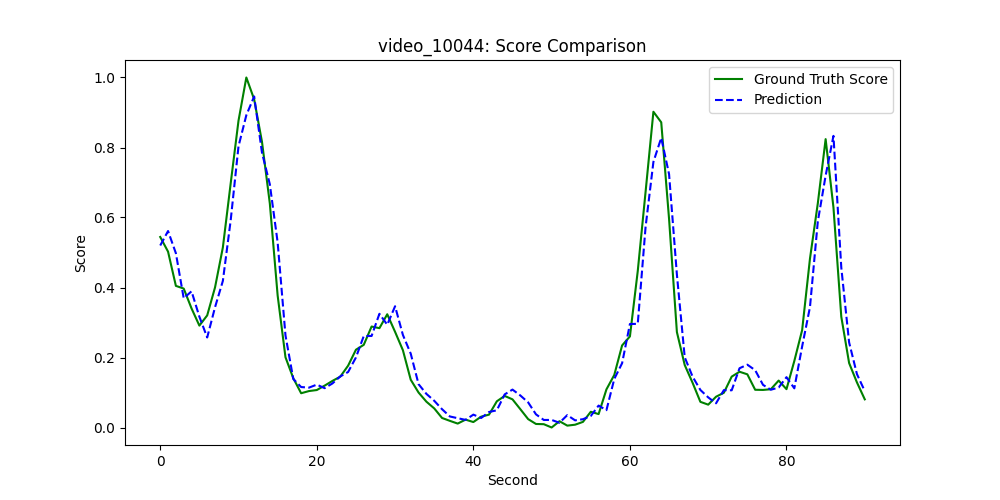 video_10044: Score Comparison
Ground Truth Score
Prediction
Score
1.0
0.8
0.6
0.4
0.2
0.0
0 20 40 60 80
Second